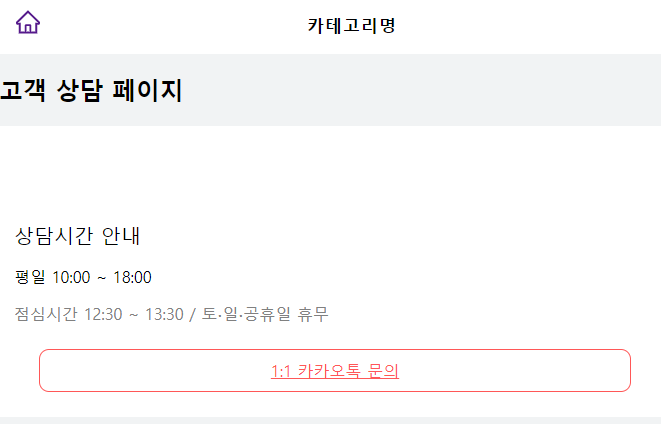 카테고리명
고객 상담 페이지
상담시간 안내
평일 10:00 ~ 18:00
점심시간 12:30 ~ 13:30 / 토·일·공휴일 휴무
1:1 카카오톡 문의